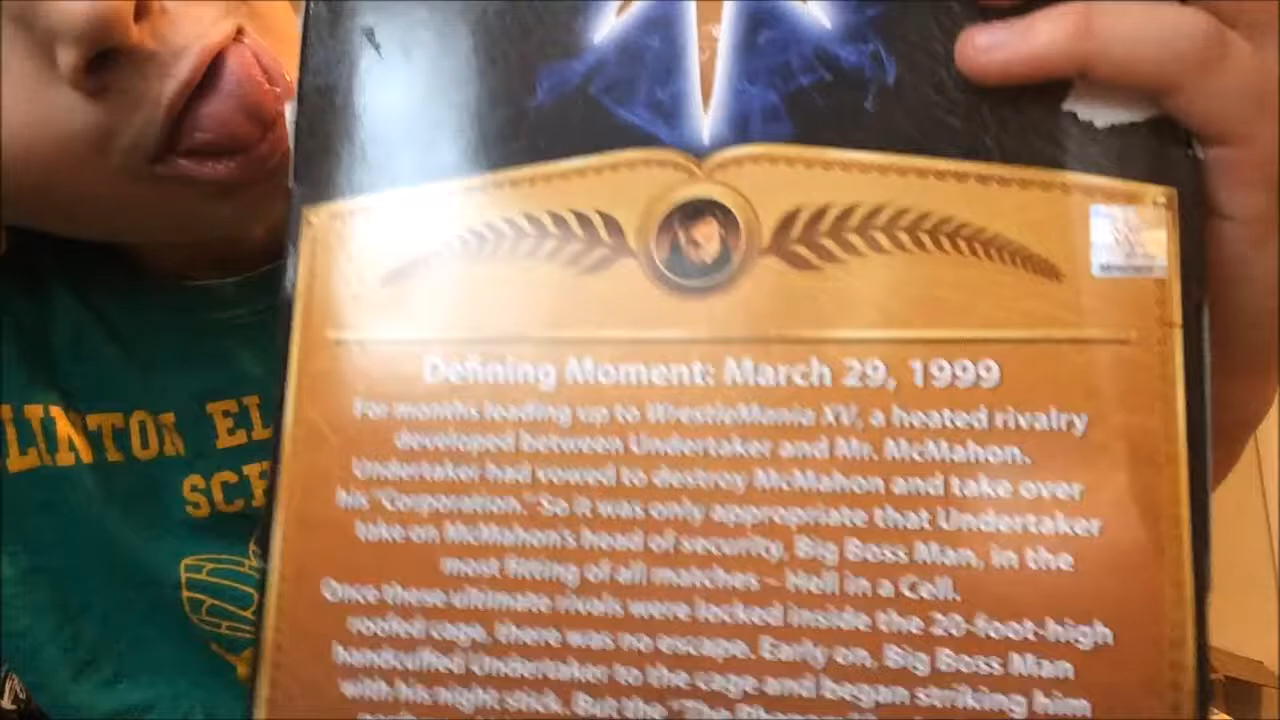 Defining Moment: March 29, 1999
For months leading up to WrestleMania XV, a heated rivalry
developed between Undertaker and Mr. McMahon.
Undertaker had vowed to destroy McMahon and take over
his "Corporation." So it was only appropriate that Undertaker
take on McMahon's head of security, Big Boss Man, in the
most fitting of all matches – Hell in a Cell.
Once these ultimate rivals were locked inside the 20-foot-high
roofed cage, there was no escape. Early on, Big Boss Man
handcuffed Undertaker to the cage and began striking him
with his night stick. But the "The
LINTON EL
SCH